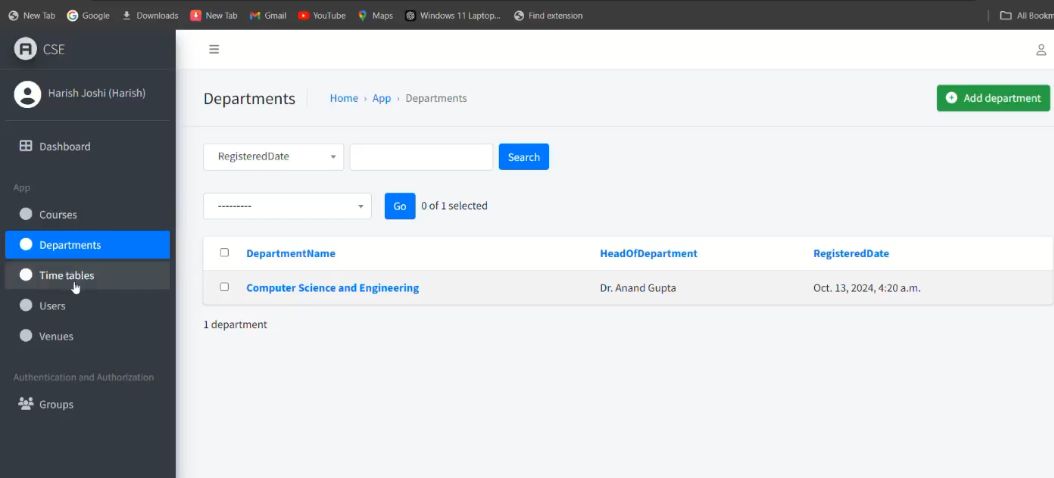 New Tab Google Downloads New Tab Gmail YouTube Maps Windows 11 Laptop... Find extension All Bookm
CSE
Harish Joshi (Harish)
Dashboard
App
Courses
Departments
Time tables
Users
Venues
Authentication and Authorization
Groups
Departments Home › App › Departments Add department
RegisteredDate Search
--------- Go 0 of 1 selected
DepartmentName HeadOfDepartment RegisteredDate
Computer Science and Engineering Dr. Anand Gupta Oct. 13, 2024, 4:20 a.m.
1 department